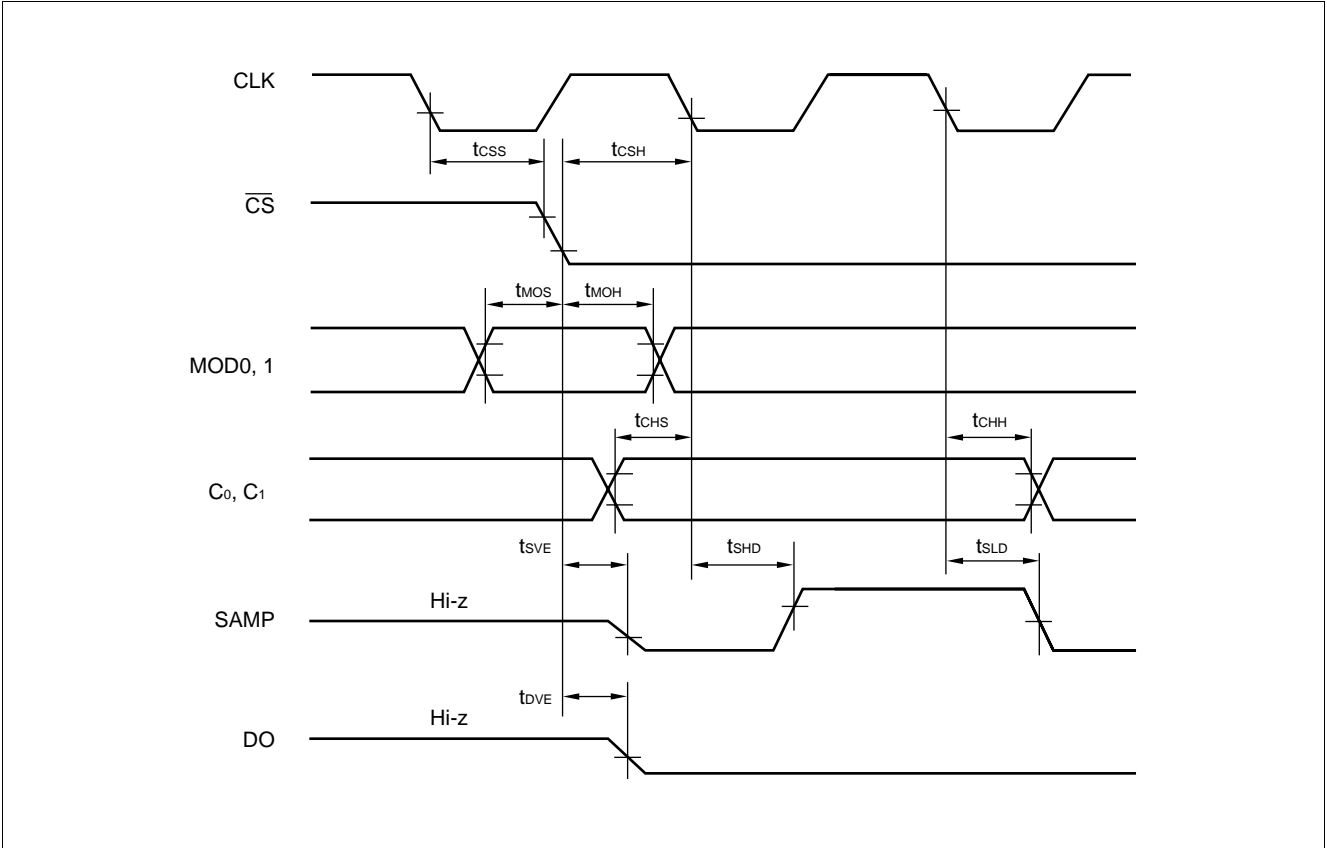 CLK
tCSS
tCSH
CS
tMOS
tMOH
MOD0, 1
tCHS
tCHH
C0, C1
tSVE
tSHD
tSLD
Hi-z
SAMP
tDVE
Hi-z
DO